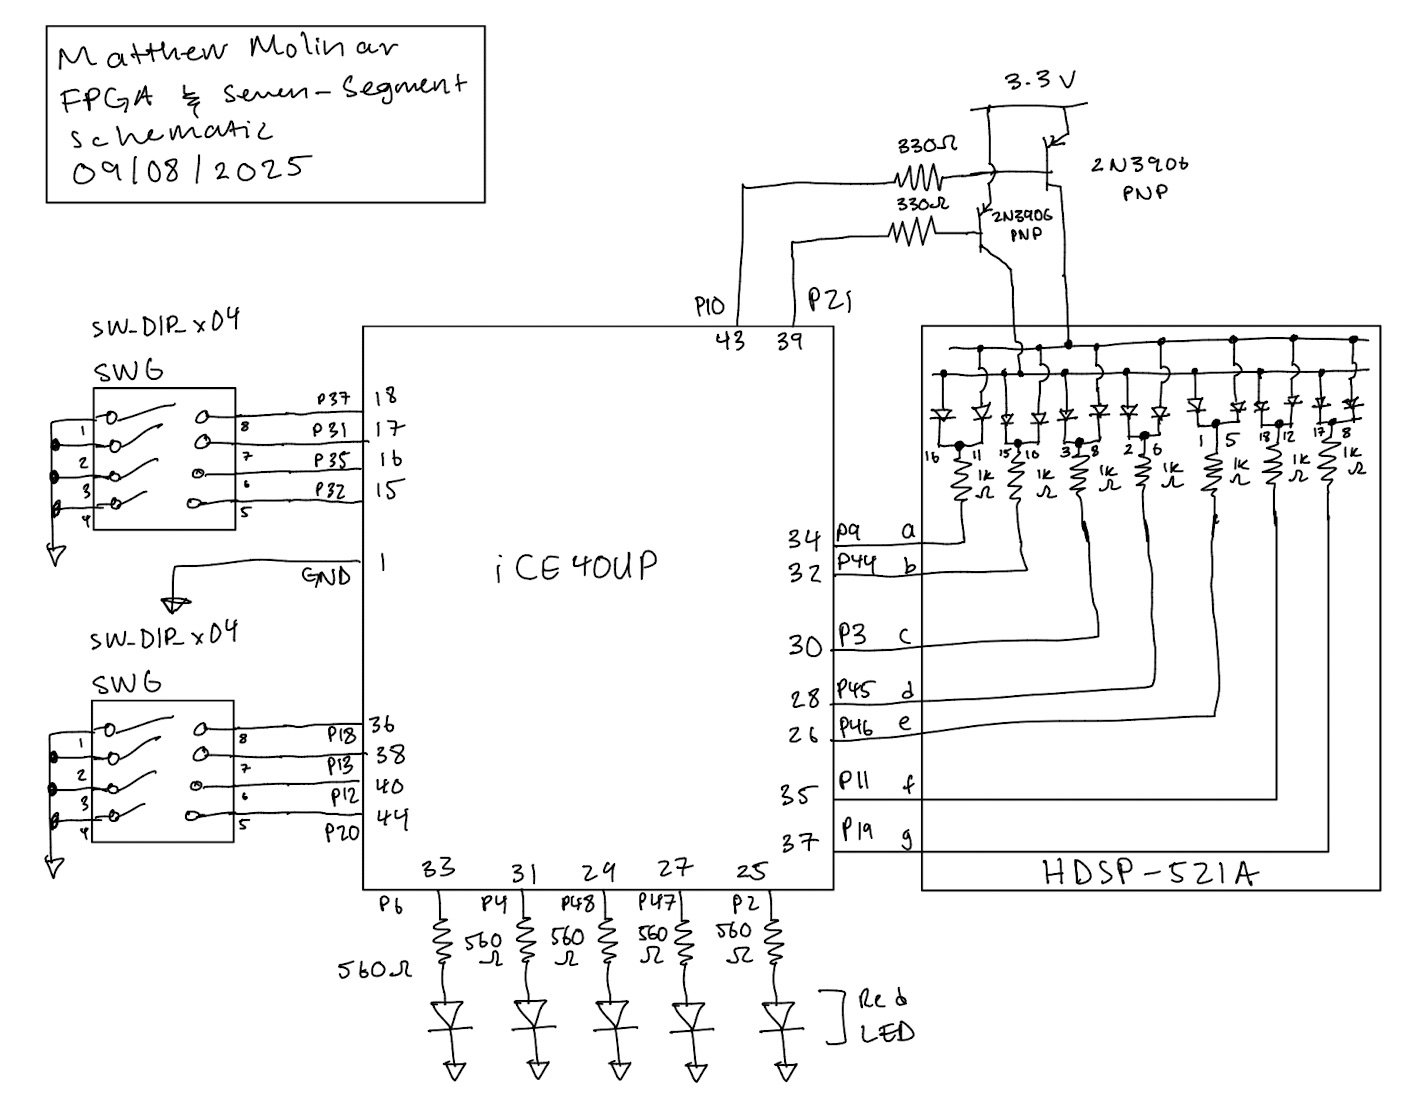 Matthew Molinar
FPGA & Seven-Segment
Schematic
09/08/2025
3.3 V
330Ω
2N3906
PNP
330Ω
2N3906
PNP
P10
P21
43
39
SW_DIP_x04
SW6
1
2
3
4
8
7
6
5
P37
18
P31
17
P35
16
P32
15
GND
1
iCE40UP
SW_DIP_x04
SW6
1
2
3
4
8
7
6
5
P18
36
P13
38
P12
40
P20
44
16
11
15
10
3
8
2
6
1
5
18
12
17
8
1k
Ω
1k
Ω
1k
Ω
1k
Ω
1k
Ω
1k
Ω
1k
Ω
34
P9
a
32
P44
b
30
P3
c
28
P45
d
26
P46
e
35
P11
f
37
P19
g
HDSP-521A
33
31
29
27
25
P6
P4
P48
P47
P2
560Ω
560
Ω
560
Ω
560
Ω
560
Ω
Red
LED